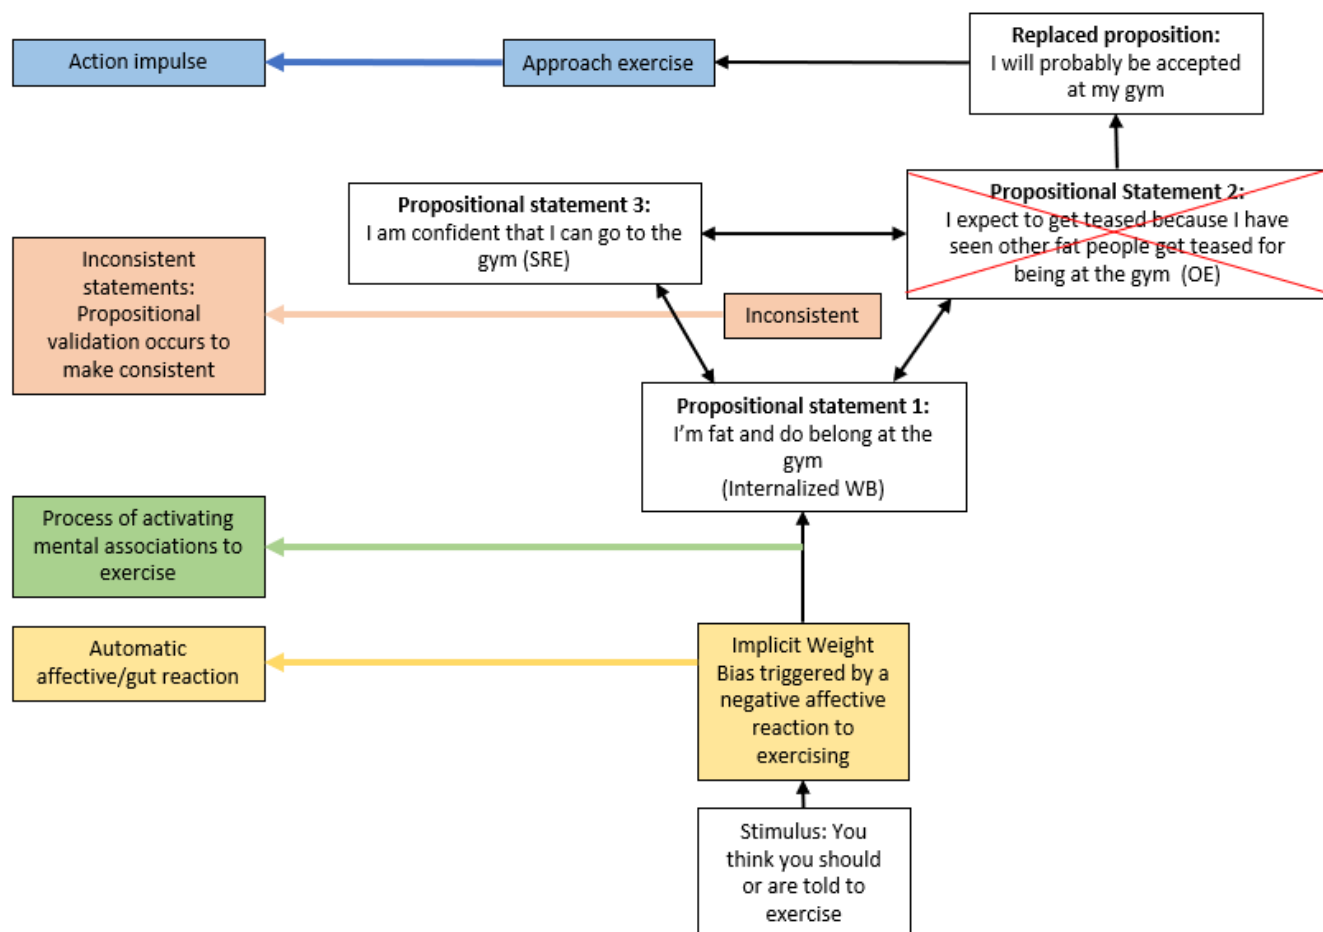 Action impulse
Approach exercise
Replaced proposition:
I will probably be accepted
at my gym
Propositional statement 3:
I am confident that I can go to the
gym (SRE)
Propositional Statement 2:
I expect to get teased because I have
seen other fat people get teased for
being at the gym (OE)
Inconsistent
statements:
Propositional
validation occurs to
make consistent
Inconsistent
Propositional statement 1:
I'm fat and do belong at the
gym
(Internalized WB)
Process of activating
mental associations to
exercise
Automatic
affective/gut reaction
Implicit Weight
Bias triggered by a
negative affective
reaction to
exercising
Stimulus: You
think you should
or are told to
exercise